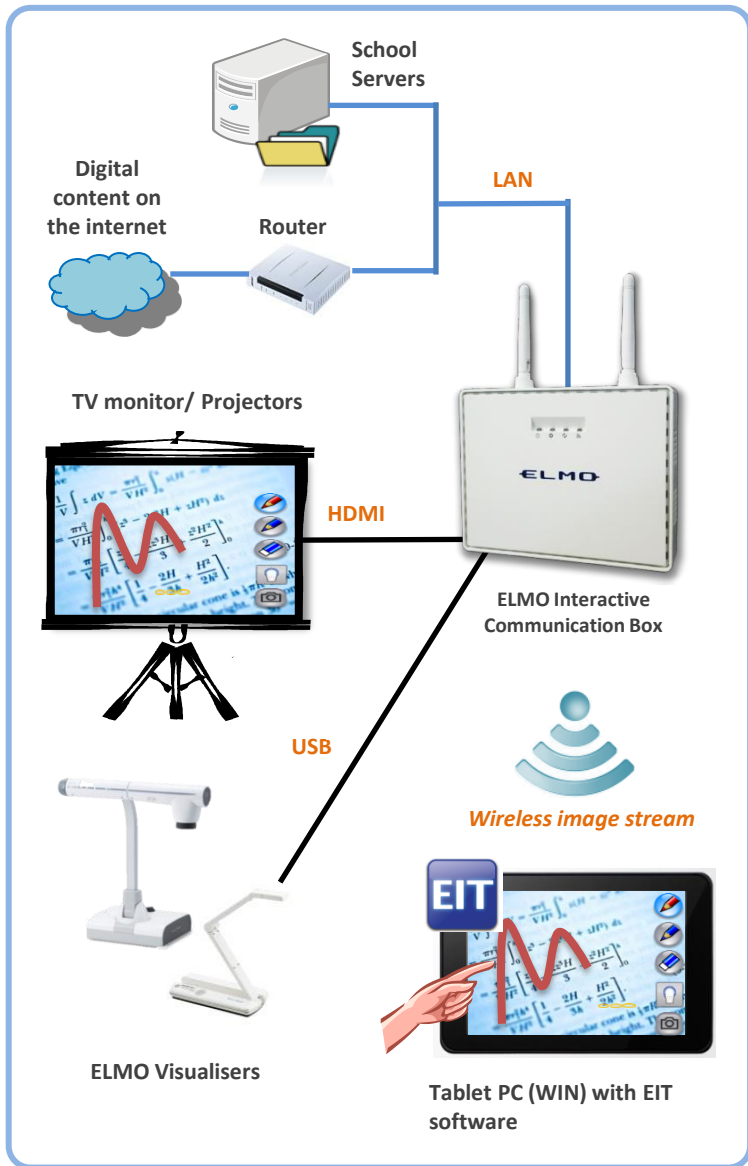 School
Servers
Digital
content on
the internet
Router
LAN
TV monitor/ Projectors
HDMI
ELMO
ELMO Interactive
Communication Box
USB
Wireless image stream
EIT
ELMO Visualisers
Tablet PC (WIN) with EIT
software